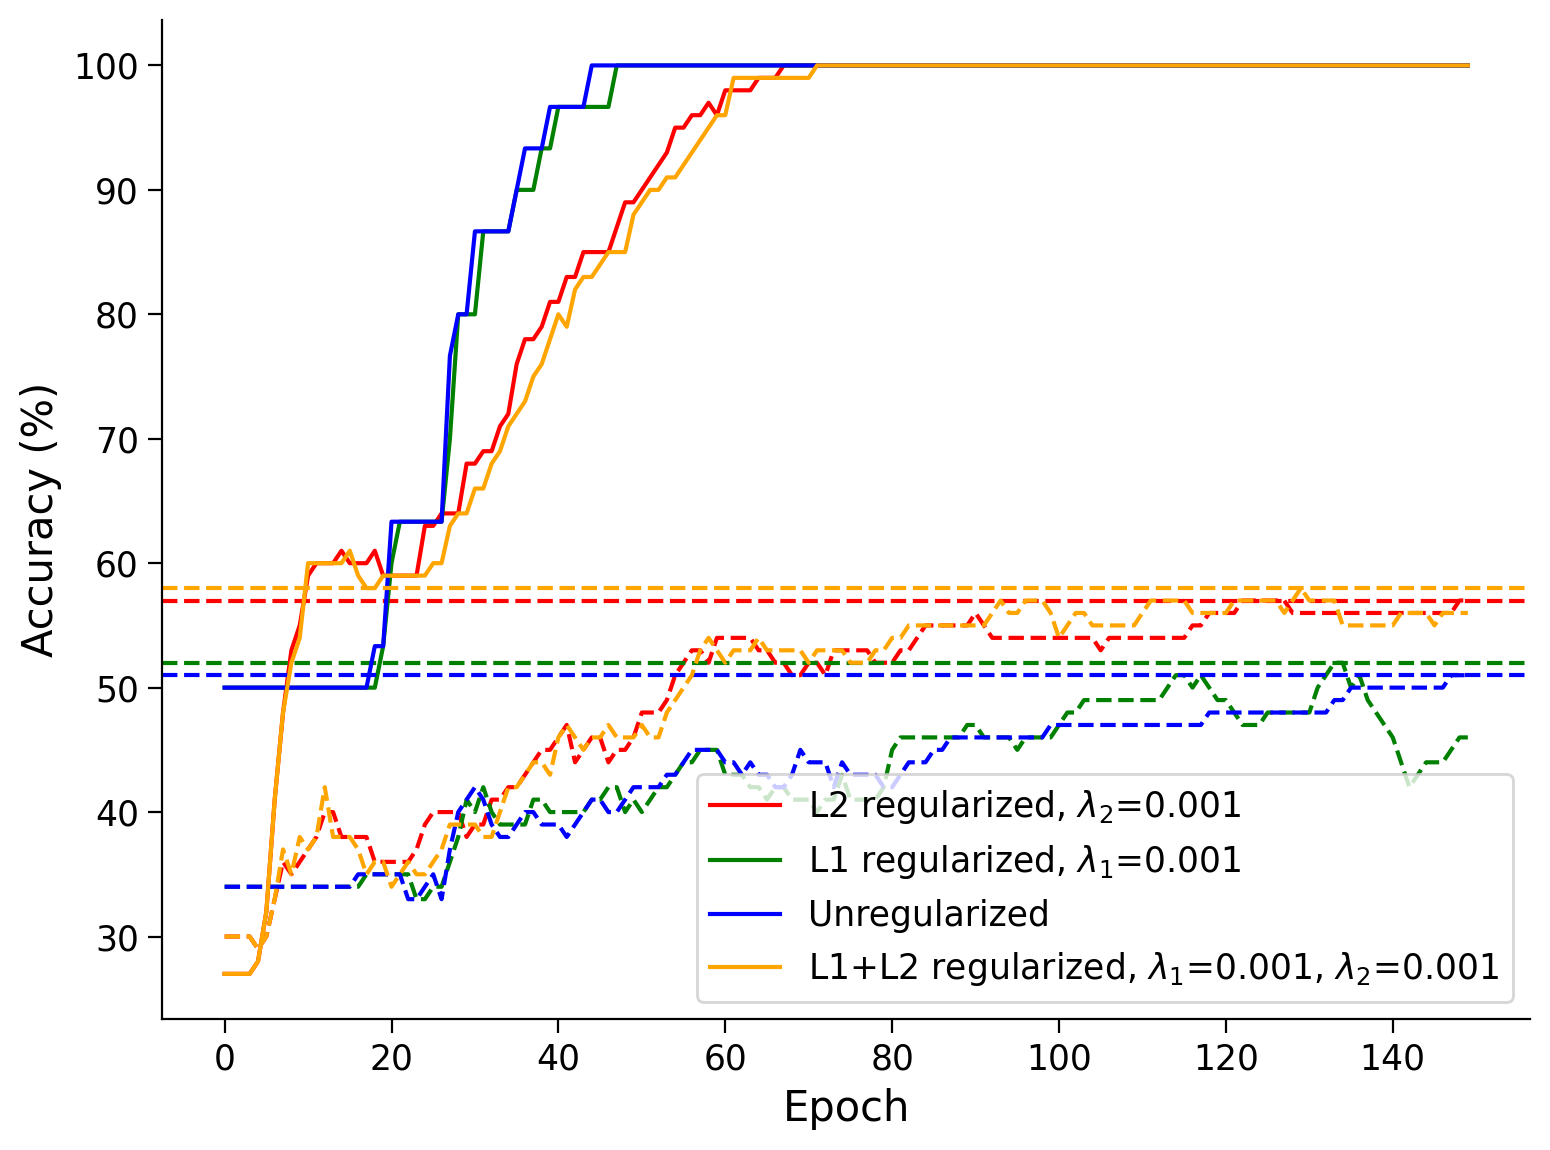 100
90
80
70
60
50
40
30
Accuracy (%)
L2 regularized, λ₂=0.001
L1 regularized, λ₁=0.001
Unregularized
L1+L2 regularized, λ₁=0.001, λ₂=0.001
0 20 40 60 80 100 120 140
Epoch